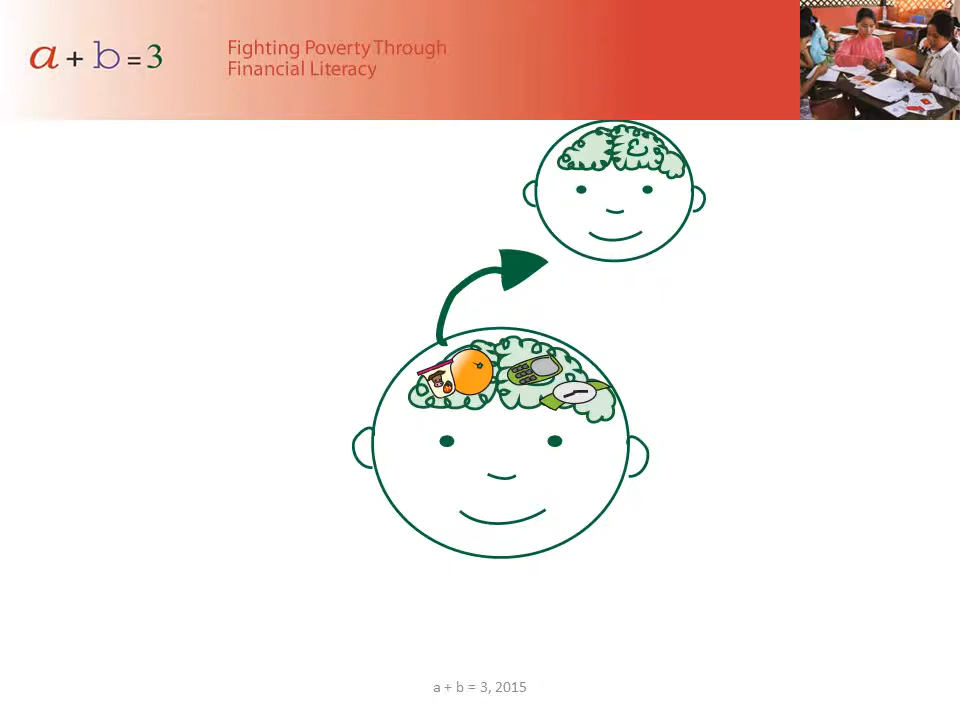 a + b = 3
Fighting Poverty Through
Financial Literacy
a + b = 3, 2015